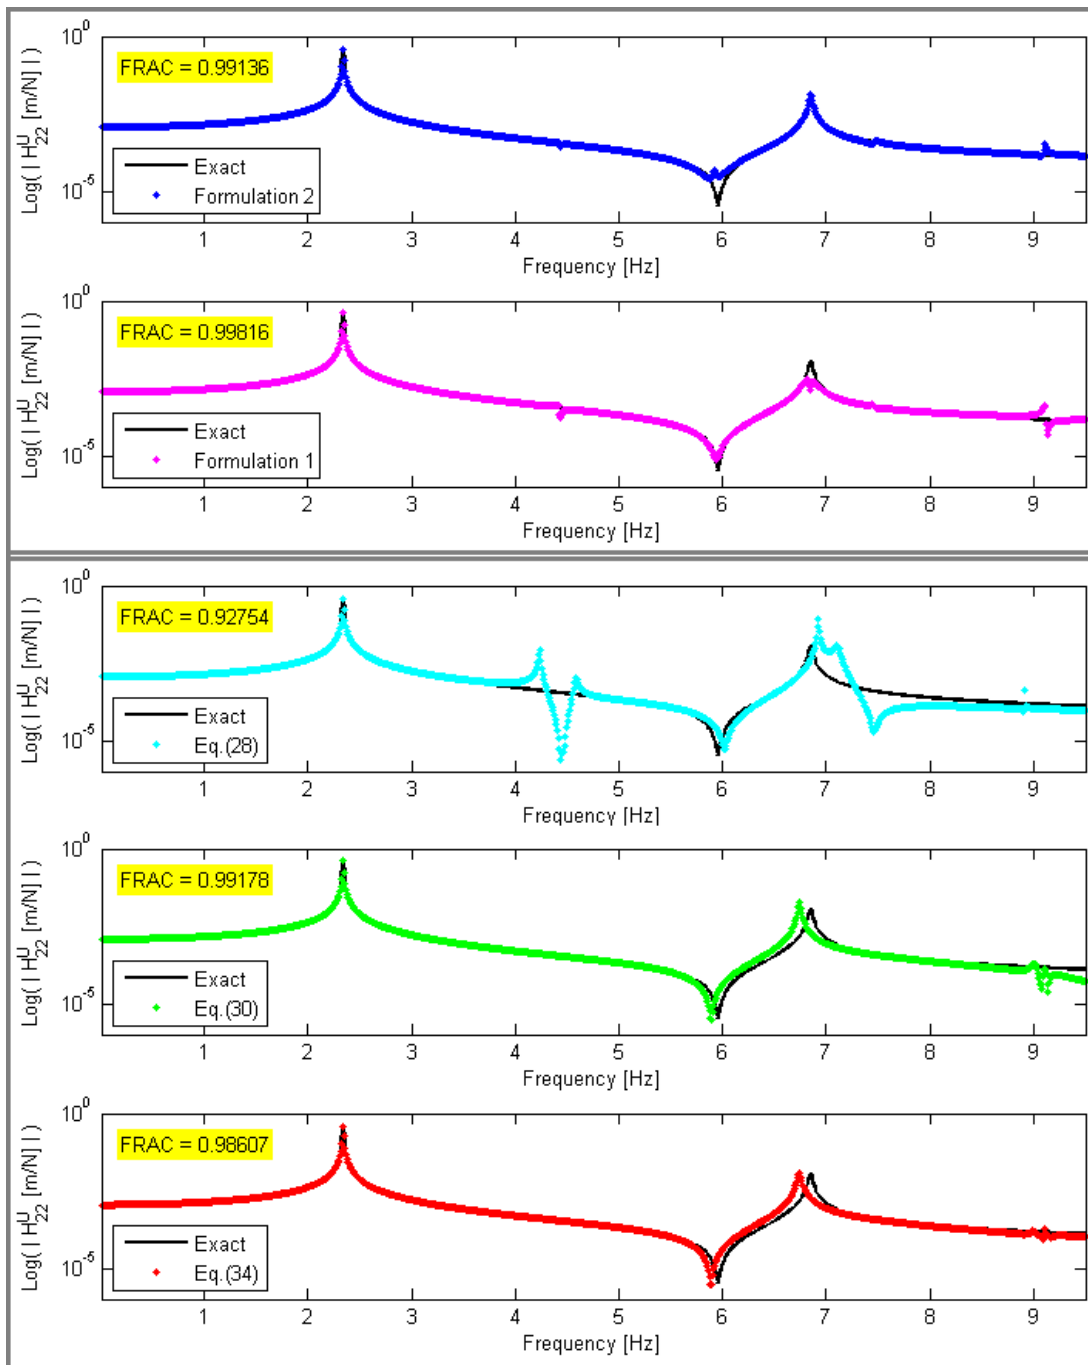 10^0
FRAC = 0.99136
Log( | H_22^U [m/N] | )
Exact
Formulation 2
10^-5
1 2 3 4 5 6 7 8 9
Frequency [Hz]
10^0
FRAC = 0.99816
Log( | H_22^U [m/N] | )
Exact
Formulation 1
10^-5
1 2 3 4 5 6 7 8 9
Frequency [Hz]
10^0
FRAC = 0.92754
Log( | H_22^U [m/N] | )
Exact
Eq.(28)
10^-5
1 2 3 4 5 6 7 8 9
Frequency [Hz]
10^0
FRAC = 0.99178
Log( | H_22^U [m/N] | )
Exact
Eq.(30)
10^-5
1 2 3 4 5 6 7 8 9
Frequency [Hz]
10^0
FRAC = 0.98607
Log( | H_22^U [m/N] | )
Exact
Eq.(34)
10^-5
1 2 3 4 5 6 7 8 9
Frequency [Hz]